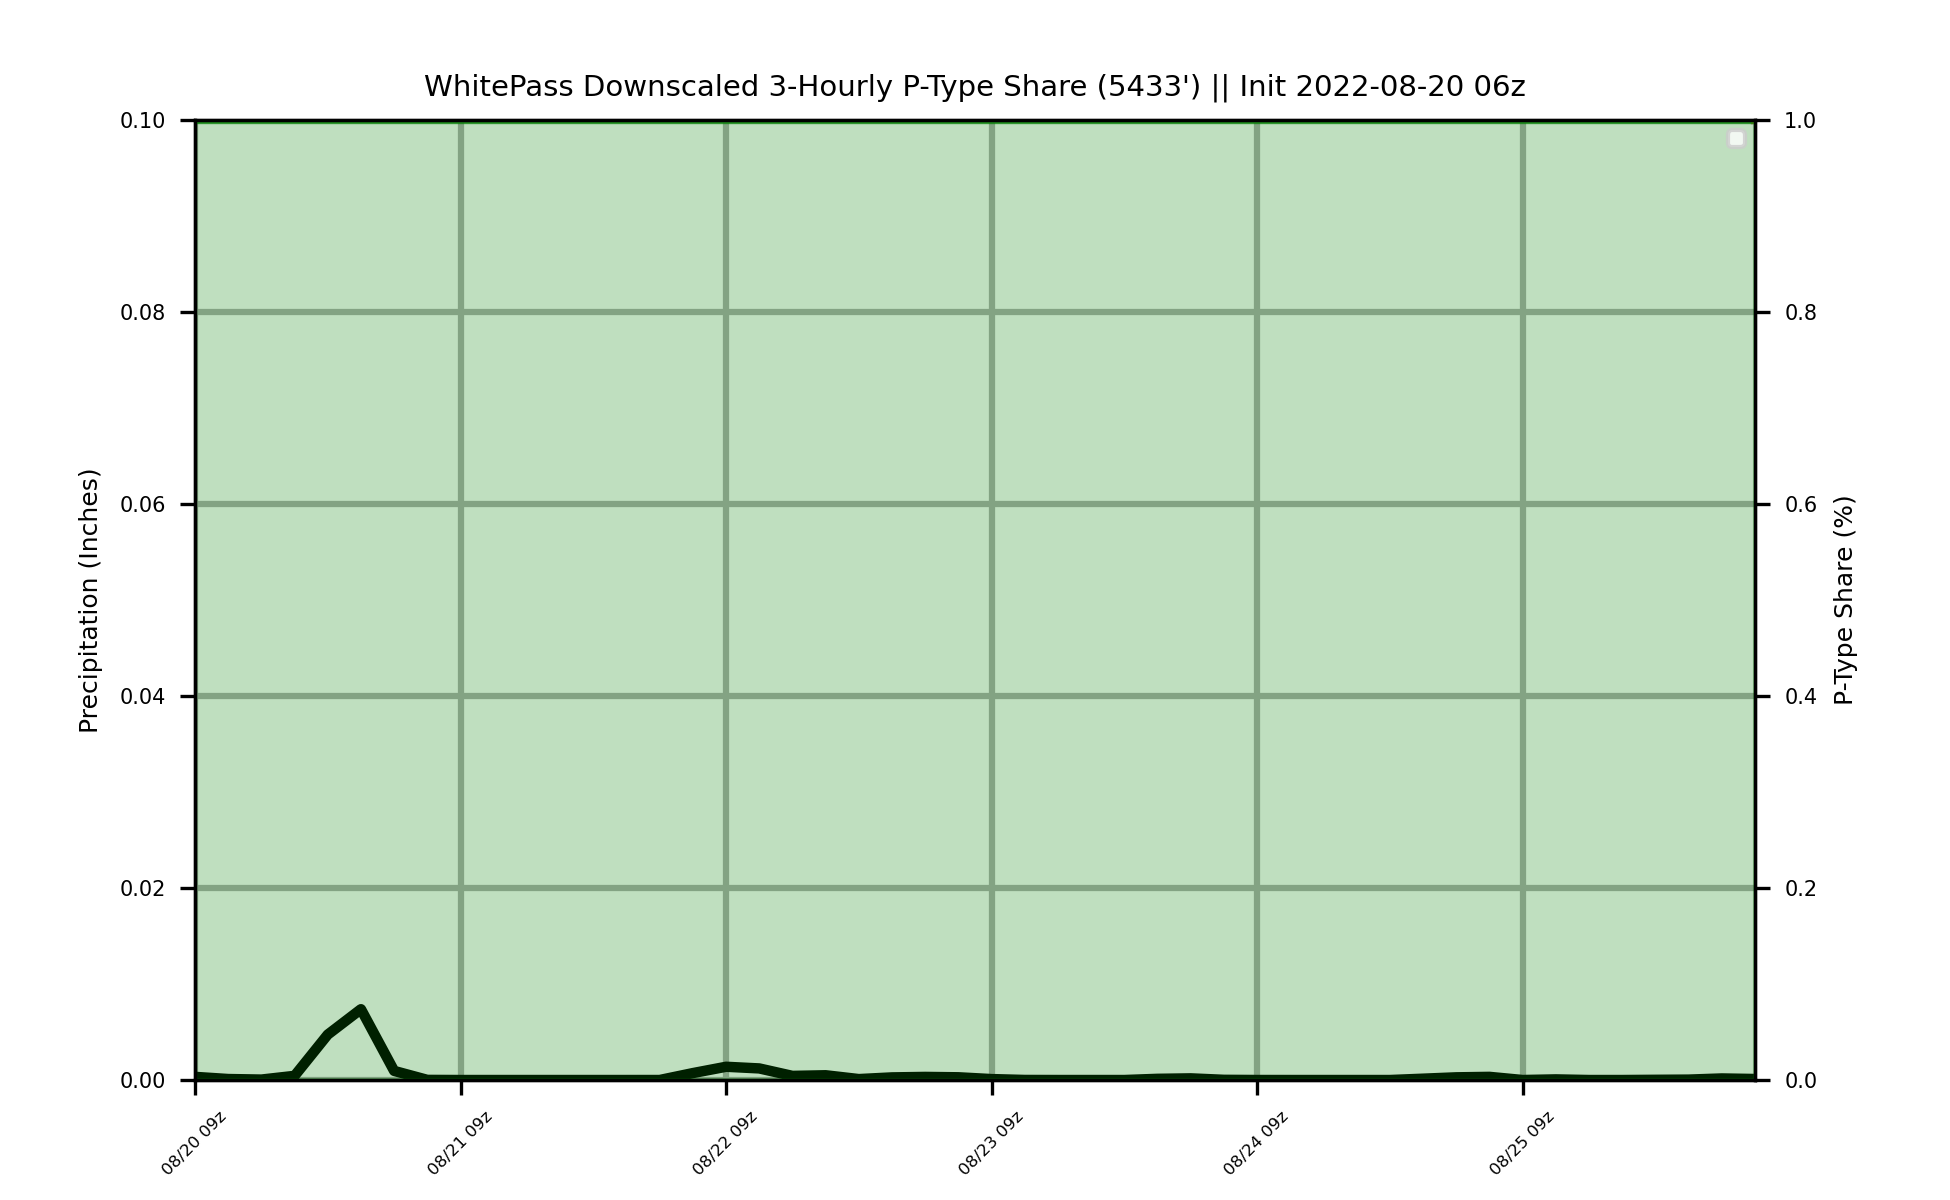 WhitePass Downscaled 3-Hourly P-Type Share (5433') || Init 2022-08-20 06z
Precipitation (Inches)
0.10
0.08
0.06
0.04
0.02
0.00
1.0
0.8
0.6
0.4
0.2
0.0
P-Type Share (%)
08/20 09z
08/21 09z
08/22 09z
08/23 09z
08/24 09z
08/25 09z